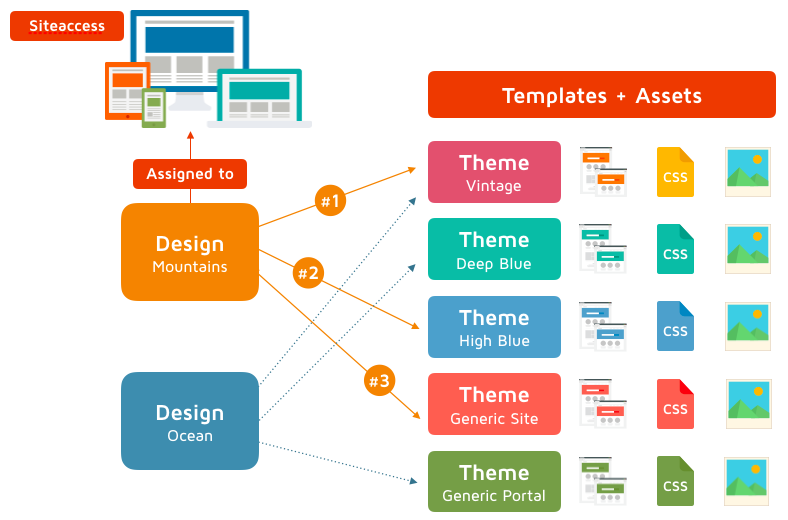 Siteaccess
Templates + Assets
Assigned to
Theme
Vintage
CSS
#1
Design
Mountains
Theme
Deep Blue
CSS
#2
Theme
High Blue
CSS
#3
Theme
Generic Site
CSS
Design
Ocean
Theme
Generic Portal
CSS